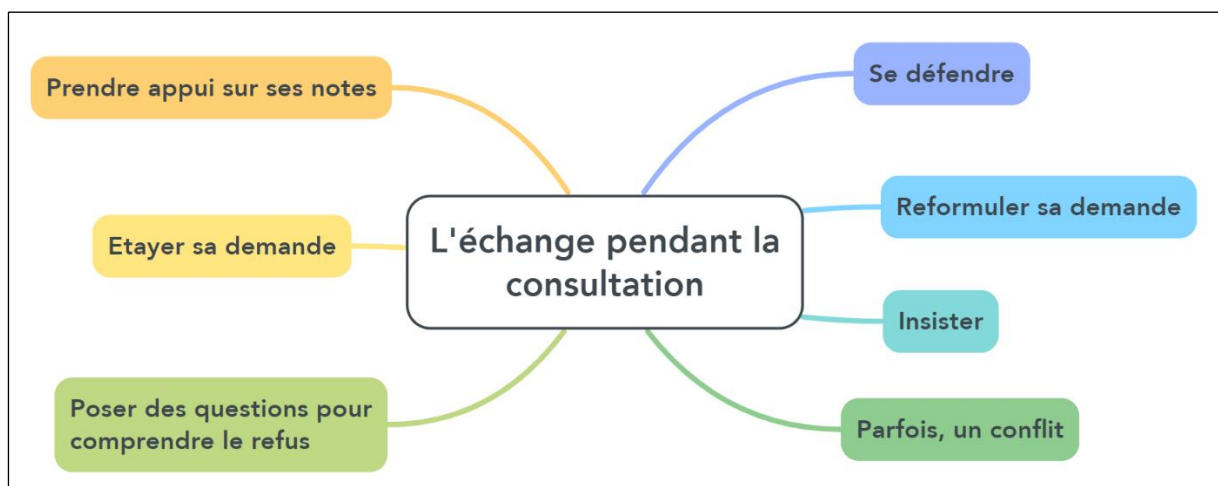 Prendre appui sur ses notes
Etayer sa demande
Poser des questions pour
comprendre le refus
L'échange pendant la
consultation
Se défendre
Reformuler sa demande
Insister
Parfois, un conflit